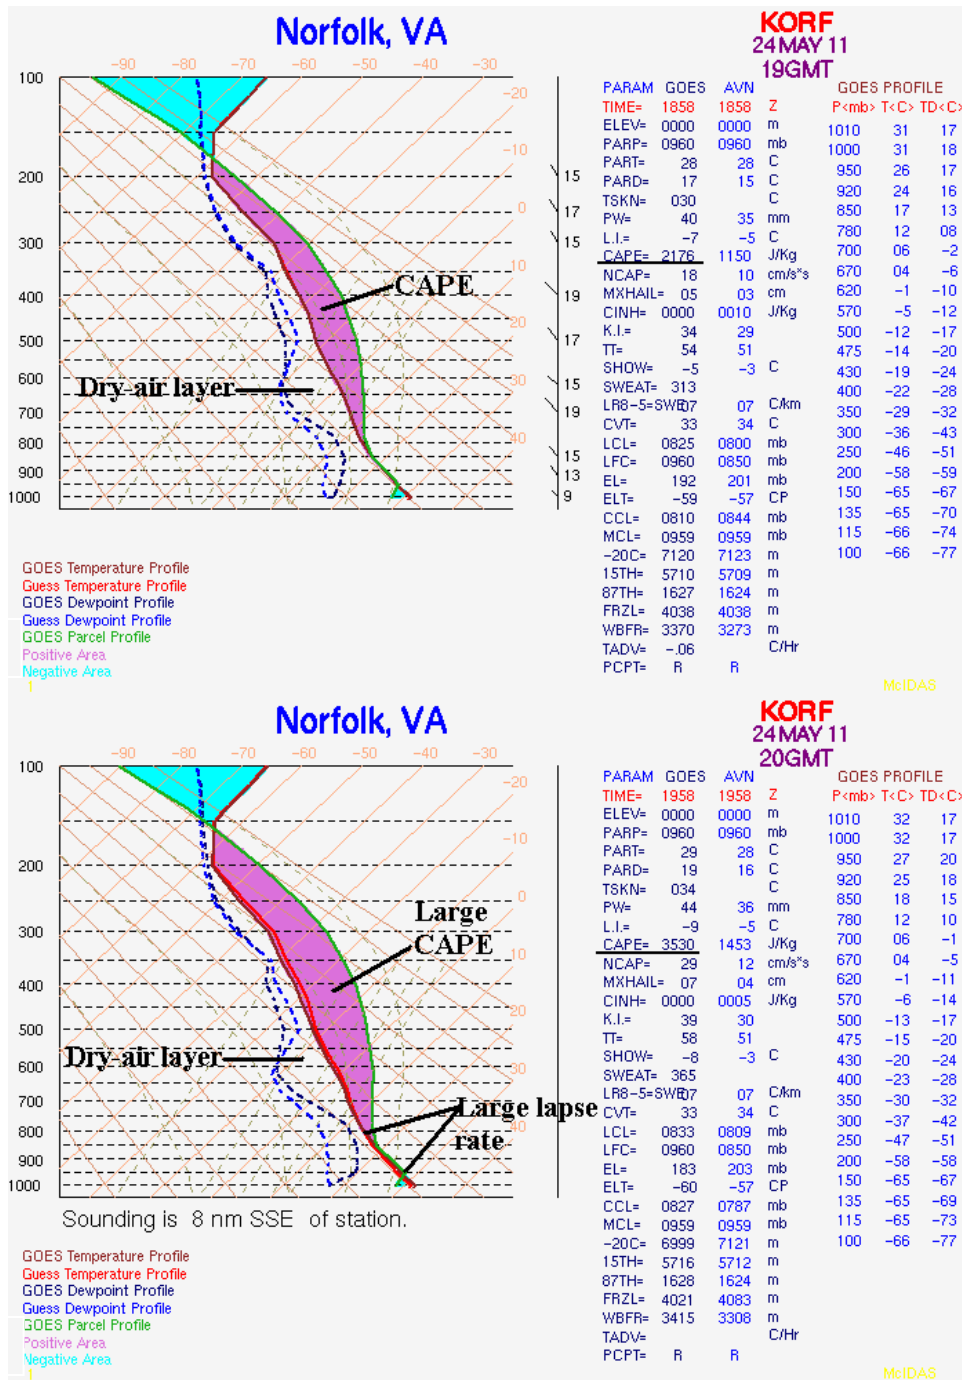 Norfolk, VA
KORF
24 MAY 11
19GMT
-90 -80 -70 -60 -50 -40 -30
-20
-10
0
10
20
30
40
100
200
300
400
500
600
700
800
900
1000
CAPE
Dry-air layer
15
17
15
19
17
15
19
15
13
9
PARAM GOES AVN
TIME= 1858 1858 Z
ELEV= 0000 0000 m
PARP= 0960 0960 mb
PART= 28 28 C
PARD= 17 15 C
TSKN= 030 C
PW= 40 35 mm
L.I.= -7 -5 C
CAPE= 2176 1150 J/Kg
NCAP= 18 10 cm/s*s
MXHAIL= 05 03 cm
CINH= 0000 0010 J/Kg
K.I.= 34 29
TT= 54 51
SHOW= -5 -3 C
SWEAT= 313
LR8-5=SWE07 07 C/km
CVT= 33 34 C
LCL= 0825 0800 mb
LFC= 0960 0850 mb
EL= 192 201 mb
ELT= -59 -57 CP
CCL= 0810 0844 mb
MCL= 0959 0959 mb
-20C= 7120 7123 m
15TH= 5710 5709 m
87TH= 1627 1624 m
FRZL= 4038 4038 m
WBFR= 3370 3273 m
TADV= -.06 C/Hr
PCPT= R R
GOES PROFILE
P<mb> T<C> TD<C>
1010 31 17
1000 31 18
950 26 17
920 24 16
850 17 13
780 12 08
700 06 -2
670 04 -6
620 -1 -10
570 -5 -12
500 -12 -17
475 -14 -20
430 -19 -24
400 -22 -28
350 -29 -32
300 -36 -43
250 -46 -51
200 -58 -59
150 -65 -67
135 -65 -70
115 -66 -74
100 -66 -77
GOES Temperature Profile
Guess Temperature Profile
GOES Dewpoint Profile
Guess Dewpoint Profile
GOES Parcel Profile
Positive Area
Negative Area
McIDAS
Norfolk, VA
KORF
24 MAY 11
20GMT
-90 -80 -70 -60 -50 -40 -30
-20
-10
0
10
20
30
40
100
200
300
400
500
600
700
800
900
1000
Large
CAPE
Dry-air layer
Large lapse
rate
Sounding is 8 nm SSE of station.
PARAM GOES AVN
TIME= 1958 1958 Z
ELEV= 0000 0000 m
PARP= 0960 0960 mb
PART= 29 28 C
PARD= 19 16 C
TSKN= 034 C
PW= 44 36 mm
L.I.= -9 -5 C
CAPE= 3530 1453 J/Kg
NCAP= 29 12 cm/s*s
MXHAIL= 07 04 cm
CINH= 0000 0005 J/Kg
K.I.= 39 30
TT= 58 51
SHOW= -8 -3 C
SWEAT= 365
LR8-5=SWE07 07 C/km
CVT= 33 34 C
LCL= 0833 0809 mb
LFC= 0960 0850 mb
EL= 183 203 mb
ELT= -60 -57 CP
CCL= 0827 0787 mb
MCL= 0959 0959 mb
-20C= 6999 7121 m
15TH= 5716 5712 m
87TH= 1628 1624 m
FRZL= 4021 4083 m
WBFR= 3415 3308 m
TADV= C/Hr
PCPT= R R
GOES PROFILE
P<mb> T<C> TD<C>
1010 32 17
1000 32 17
950 27 20
920 25 18
850 18 15
780 12 10
700 06 -1
670 04 -5
620 -1 -11
570 -6 -14
500 -13 -17
475 -15 -20
430 -20 -24
400 -23 -28
350 -30 -32
300 -37 -42
250 -47 -51
200 -58 -58
150 -65 -67
135 -65 -69
115 -65 -73
100 -66 -77
GOES Temperature Profile
Guess Temperature Profile
GOES Dewpoint Profile
Guess Dewpoint Profile
GOES Parcel Profile
Positive Area
Negative Area
McIDAS